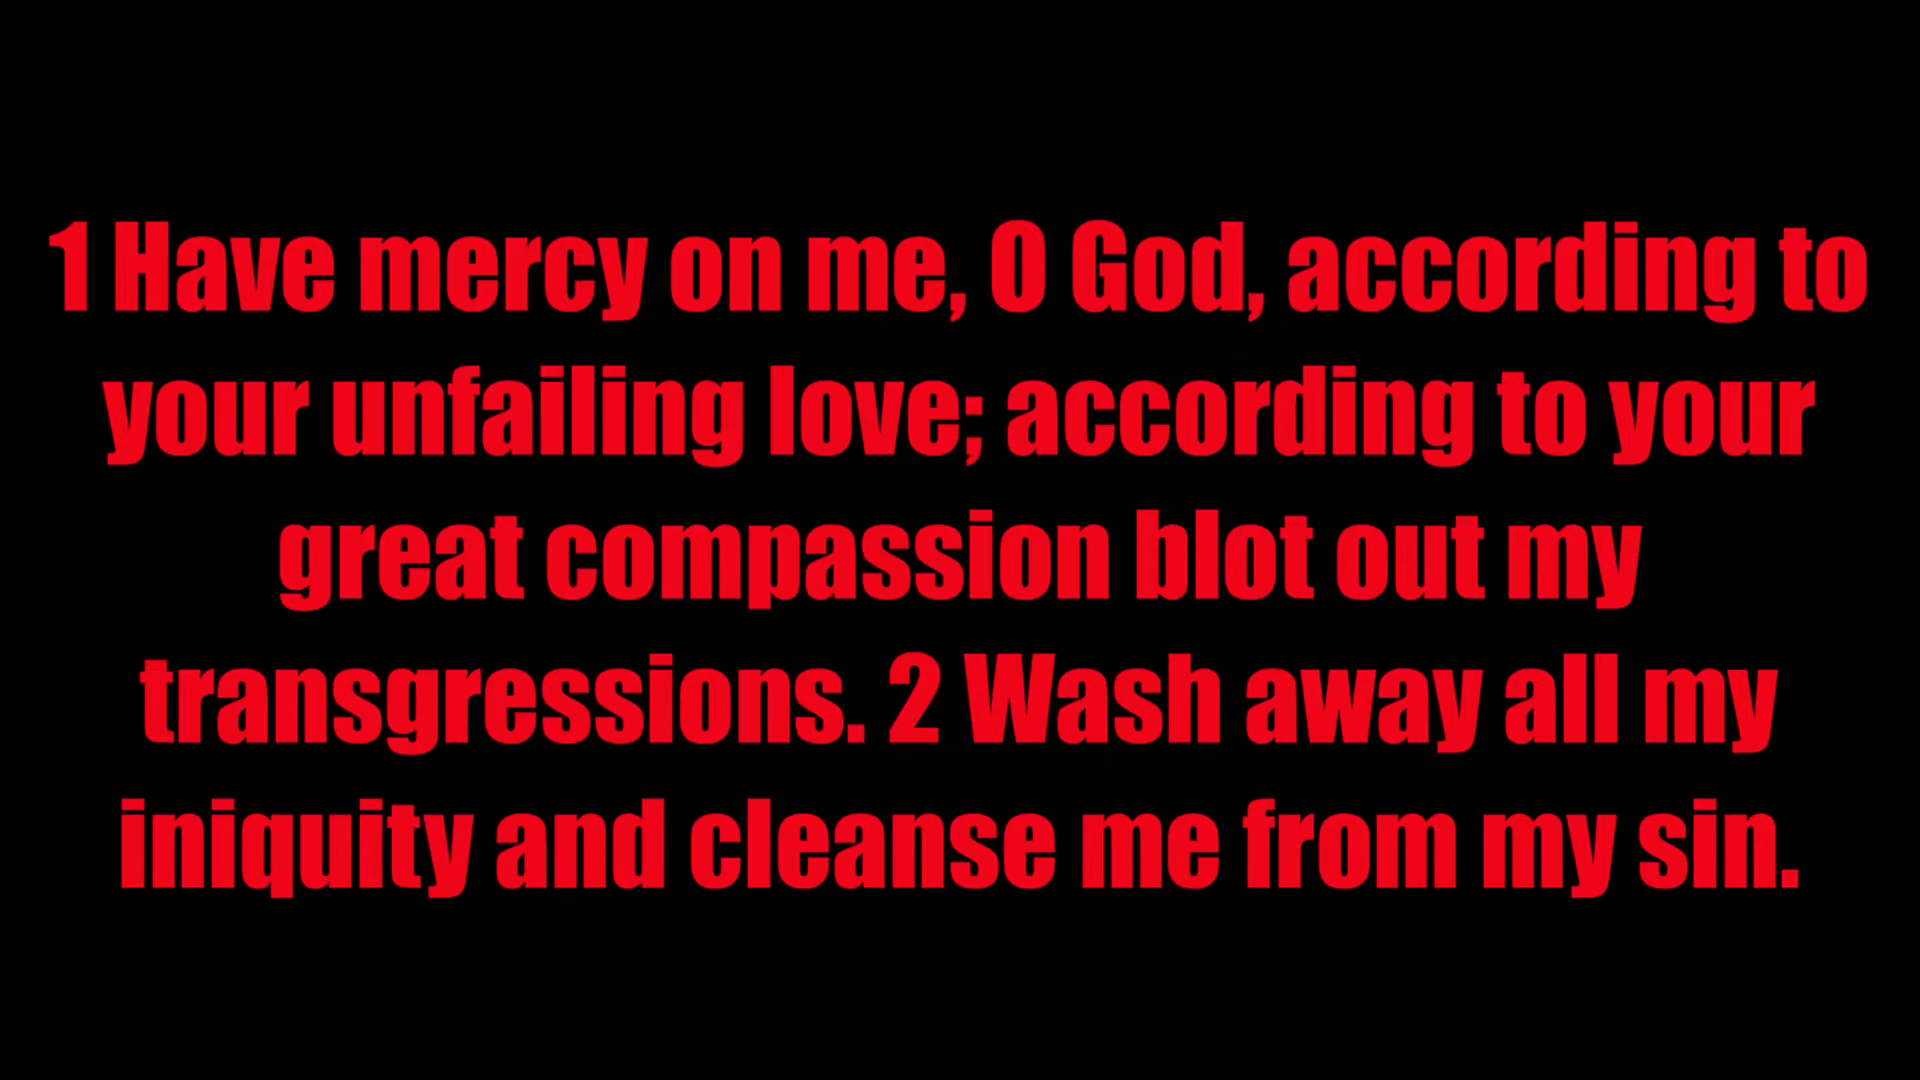 1 Have mercy on me, O God, according to
your unfailing love; according to your
great compassion blot out my
transgressions. 2 Wash away all my
iniquity and cleanse me from my sin.